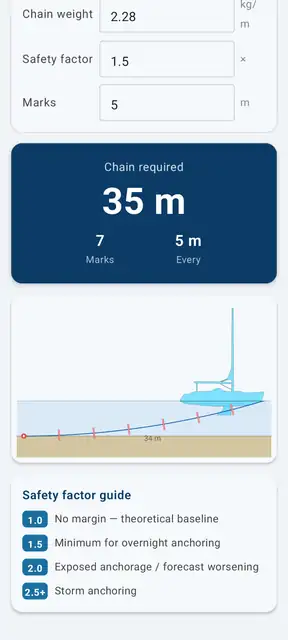 Chain weight 2.28 kg/
m
Safety factor 1.5 ×
Marks 5 m
Chain required
35 m
7 5 m
Marks Every
34 m
Safety factor guide
1.0 No margin — theoretical baseline
1.5 Minimum for overnight anchoring
2.0 Exposed anchorage / forecast worsening
2.5+ Storm anchoring